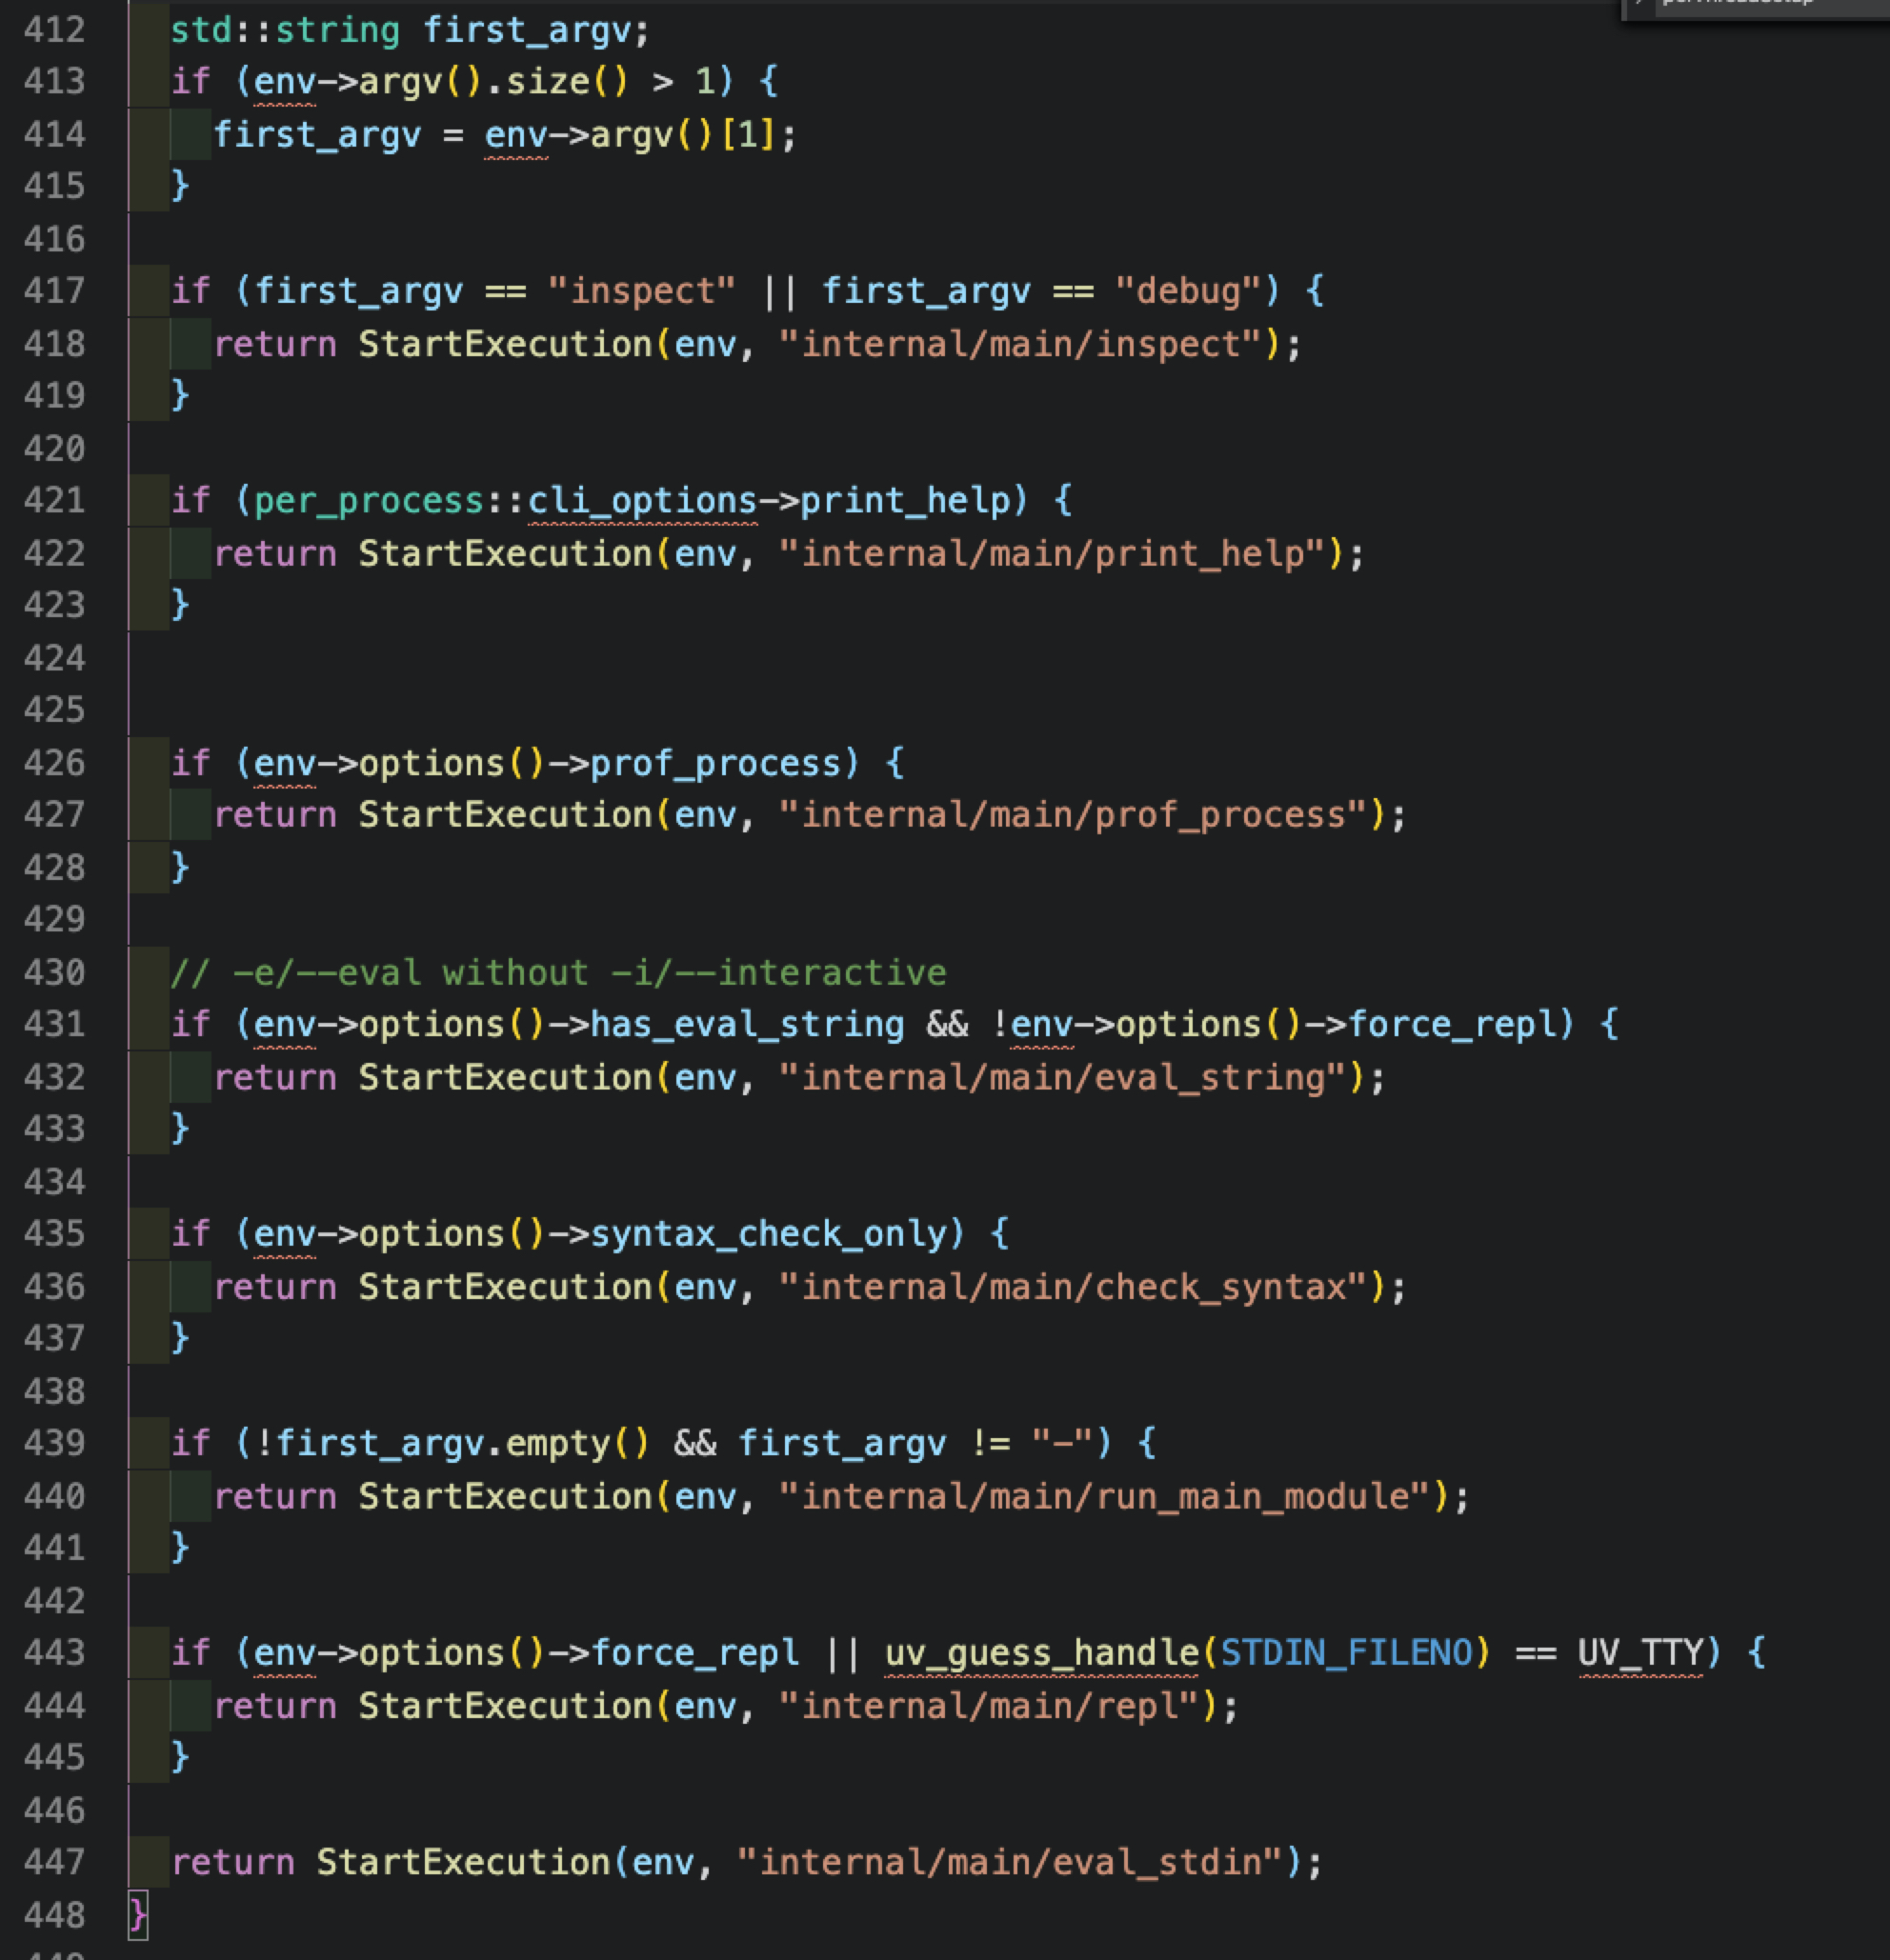 412 std::string first_argv;
413 if (env->argv().size() > 1) {
414 first_argv = env->argv()[1];
415 }
416
417 if (first_argv == "inspect" || first_argv == "debug") {
418 return StartExecution(env, "internal/main/inspect");
419 }
420
421 if (per_process::cli_options->print_help) {
422 return StartExecution(env, "internal/main/print_help");
423 }
424
425
426 if (env->options()->prof_process) {
427 return StartExecution(env, "internal/main/prof_process");
428 }
429
430 // -e/--eval without -i/--interactive
431 if (env->options()->has_eval_string && !env->options()->force_repl) {
432 return StartExecution(env, "internal/main/eval_string");
433 }
434
435 if (env->options()->syntax_check_only) {
436 return StartExecution(env, "internal/main/check_syntax");
437 }
438
439 if (!first_argv.empty() && first_argv != "-") {
440 return StartExecution(env, "internal/main/run_main_module");
441 }
442
443 if (env->options()->force_repl || uv_guess_handle(STDIN_FILENO) == UV_TTY) {
444 return StartExecution(env, "internal/main/repl");
445 }
446
447 return StartExecution(env, "internal/main/eval_stdin");
448 }